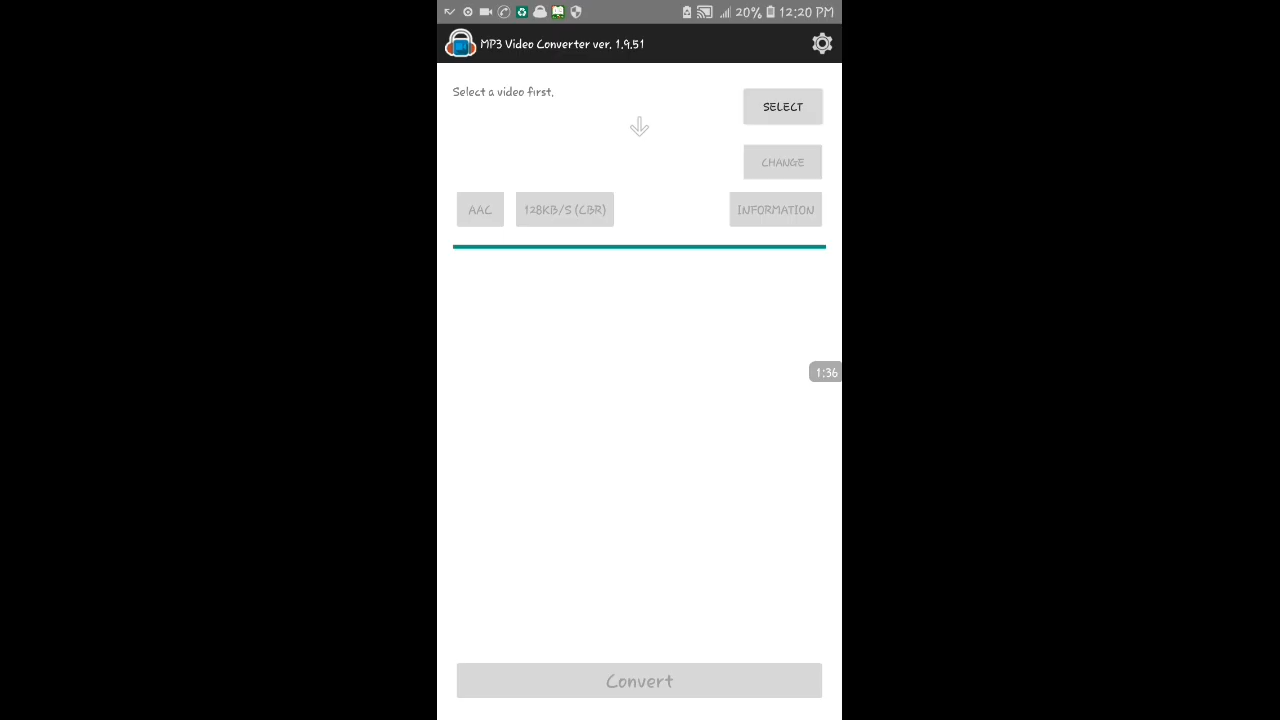 20% 12:20 PM
MP3 Video Converter ver. 1.9.51
Select a video first.
SELECT
CHANGE
AAC 128KB/S (CBR) INFORMATION
1:36
Convert